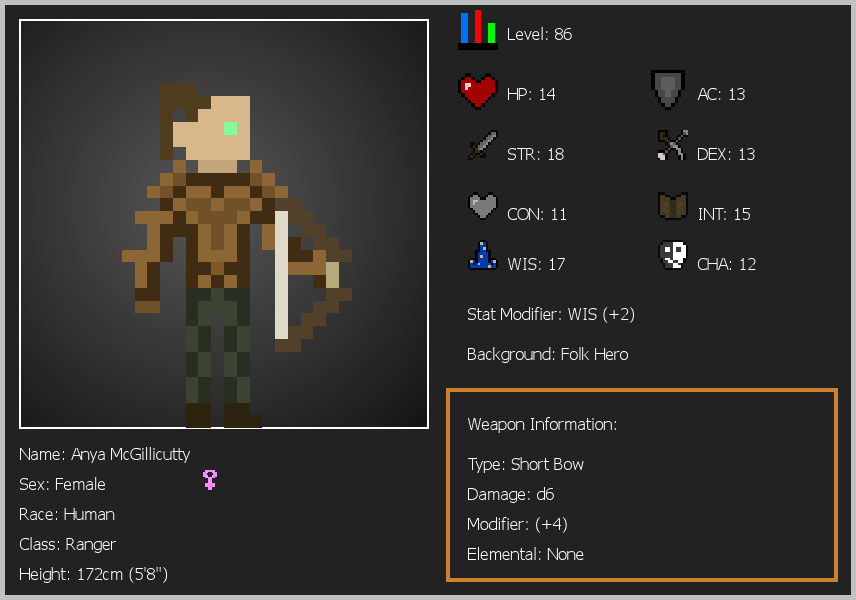 Level: 86
HP: 14
AC: 13
STR: 18
DEX: 13
CON: 11
INT: 15
WIS: 17
CHA: 12
Stat Modifier: WIS (+2)
Background: Folk Hero
Weapon Information:
Type: Short Bow
Damage: d6
Modifier: (+4)
Elemental: None
Name: Anya McGillicutty
Sex: Female
Race: Human
Class: Ranger
Height: 172cm (5'8")